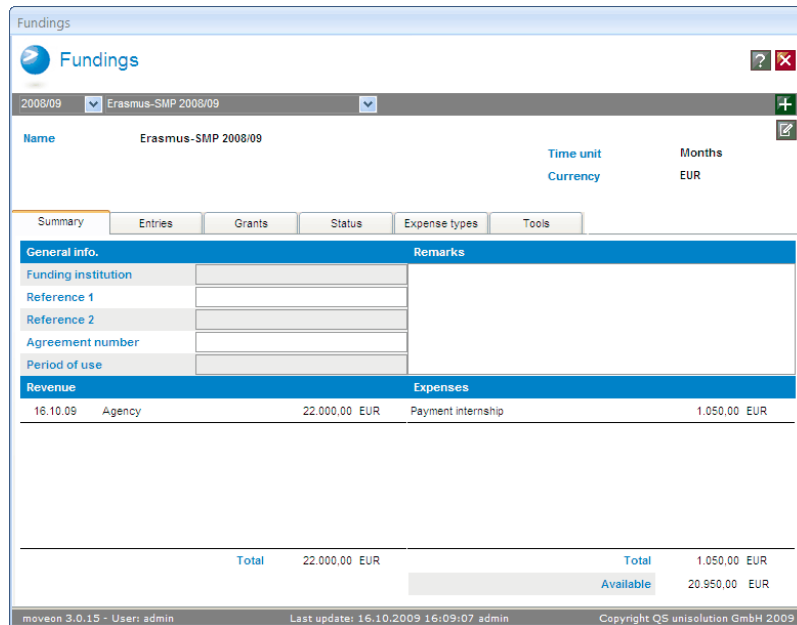 Fundings
Fundings
2008/09 Erasmus-SMP 2008/09
Name Erasmus-SMP 2008/09
Time unit Months
Currency EUR
Summary Entries Grants Status Expense types Tools
General info. Remarks
Funding institution
Reference 1
Reference 2
Agreement number
Period of use
Revenue Expenses
16.10.09 Agency 22.000,00 EUR Payment internship 1.050,00 EUR
Total 22.000,00 EUR Total 1.050,00 EUR
Available 20.950,00 EUR
moveon 3.0.15 - User: admin Last update: 16.10.2009 16:09:07 admin Copyright QS unisolution GmbH 2009